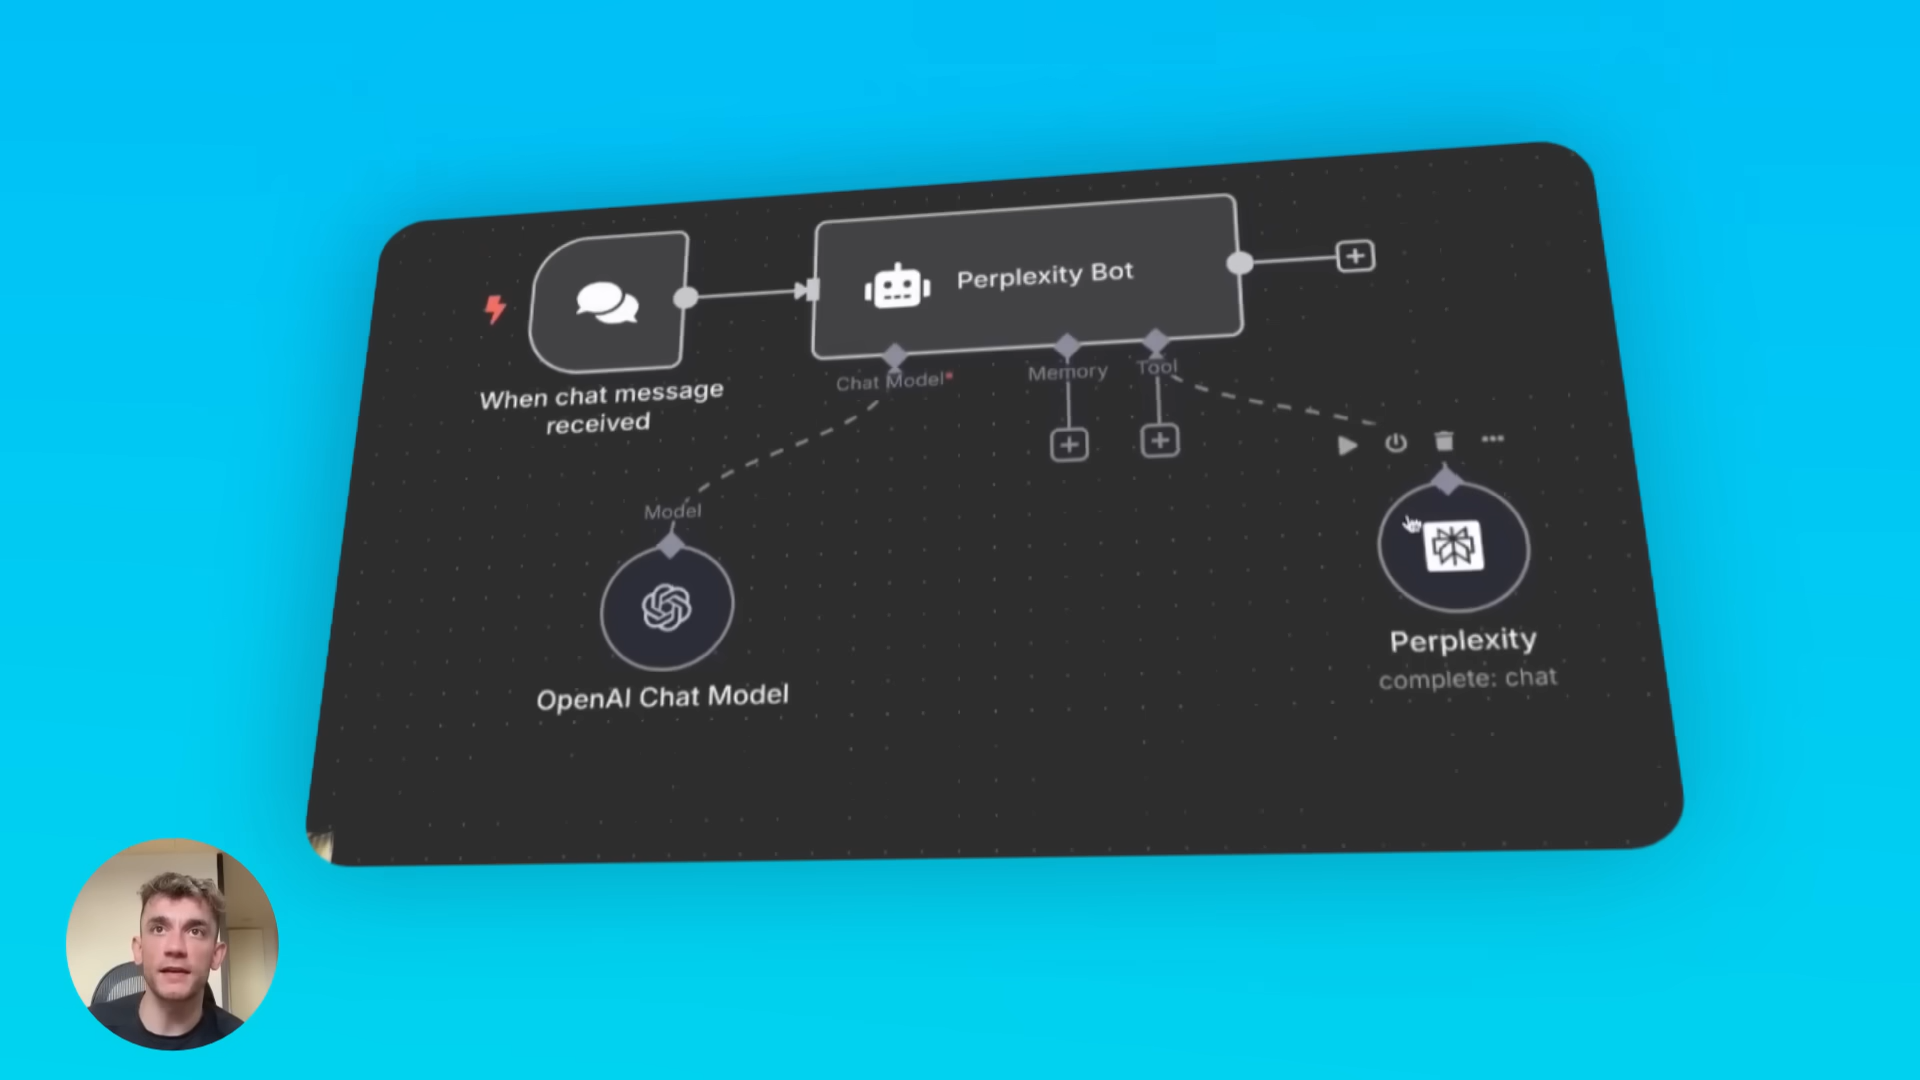 Perplexity Bot
When chat message
received
Chat Model*
Memory
Tool
Model
OpenAI Chat Model
Perplexity
complete: chat